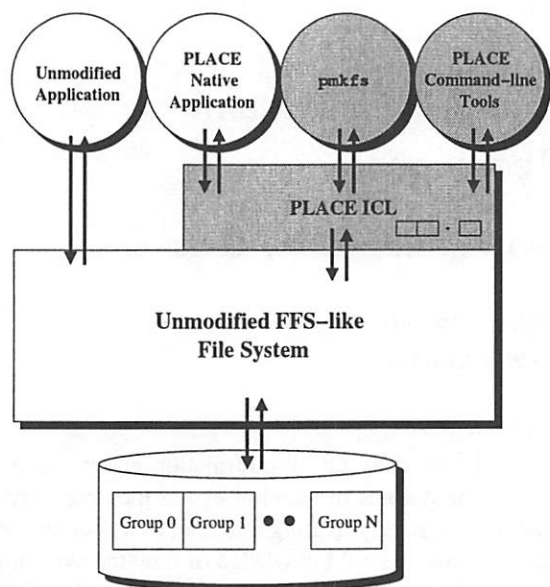 Unmodified
Application
PLACE
Native
Application
pmkfs
PLACE
Command-line
Tools
PLACE ICL
Unmodified FFS-like
File System
Group 0
Group 1
Group N